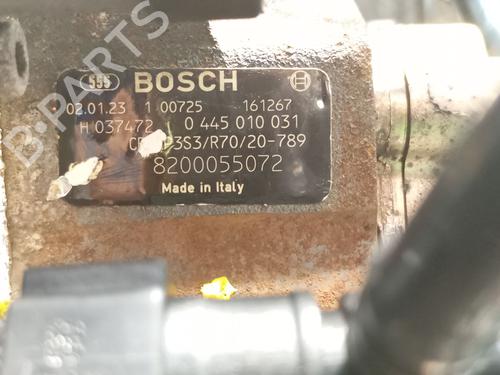 555 BOSCH
02.01.23 1 00725 161267
H 037472 0 445 010 031
3S3/R70/20-789
8200055072
Made in Italy
B-PARTS